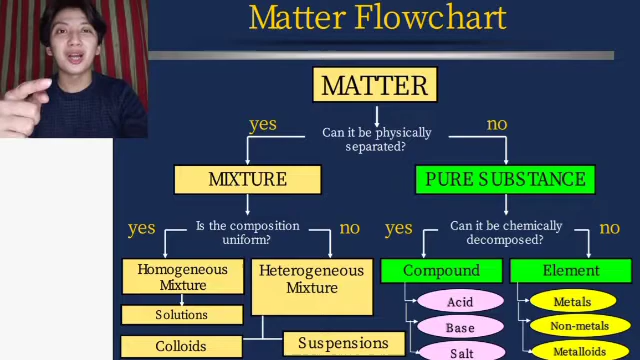 Matter Flowchart
MATTER
yes
Can it be physically
separated?
no
MIXTURE
PURE SUBSTANCE
yes
Is the composition
uniform?
no
yes
Can it be chemically
decomposed?
no
Homogeneous
Mixture
Heterogeneous
Mixture
Compound
Element
Solutions
Colloids
Suspensions
Acid
Base
Salt
Metals
Non-metals
Metalloids